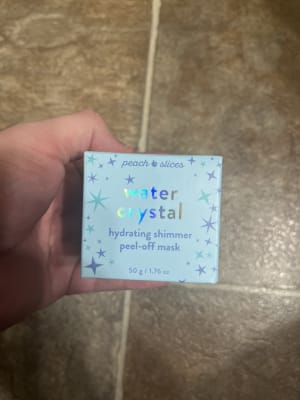 peach slices
water
crystal
hydrating shimmer
peel-off mask
50 g / 1.76 oz